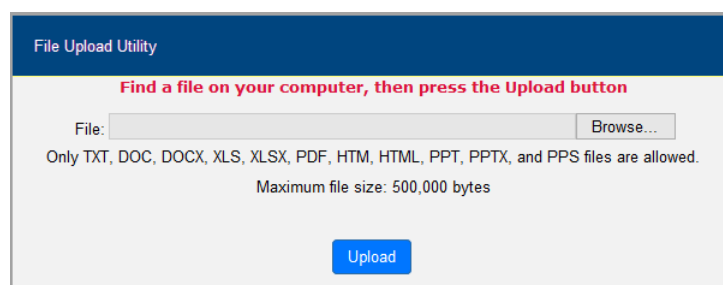 File Upload Utility
Find a file on your computer, then press the Upload button
File: Browse...
Only TXT, DOC, DOCX, XLS, XLSX, PDF, HTM, HTML, PPT, PPTX, and PPS files are allowed.
Maximum file size: 500,000 bytes
Upload